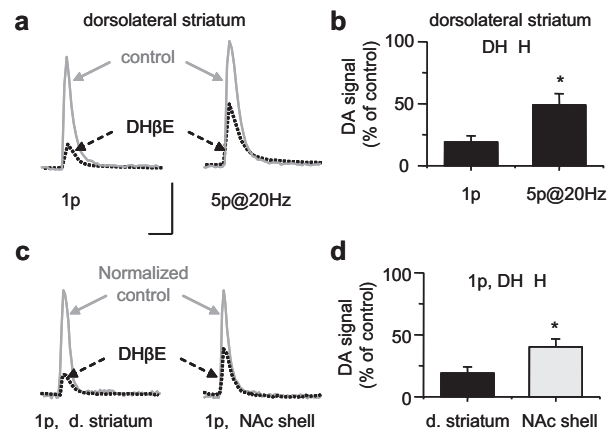 a
dorsolateral striatum
control
DHβE
1p
5p@20Hz
b
dorsolateral striatum
DH H
100
50
0
DA signal
(% of control)
*
1p
5p@20Hz
c
Normalized
control
DHβE
1p, d. striatum
1p, NAc shell
d
1p, DH H
100
50
0
DA signal
(% of control)
*
d. striatum
NAc shell